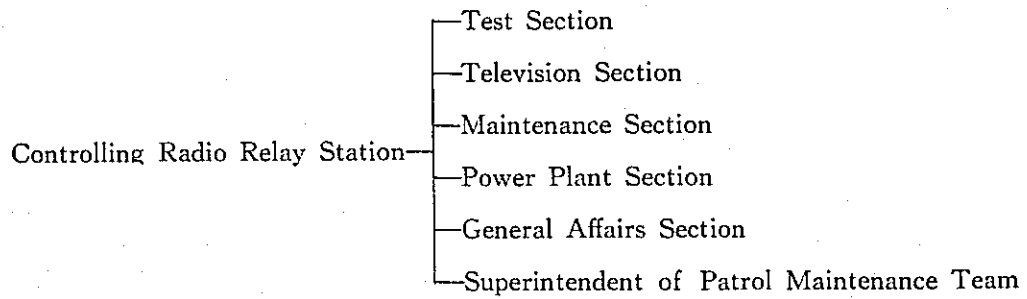 Test Section
Television Section
Maintenance Section
Controlling Radio Relay Station
Power Plant Section
General Affairs Section
Superintendent of Patrol Maintenance Team